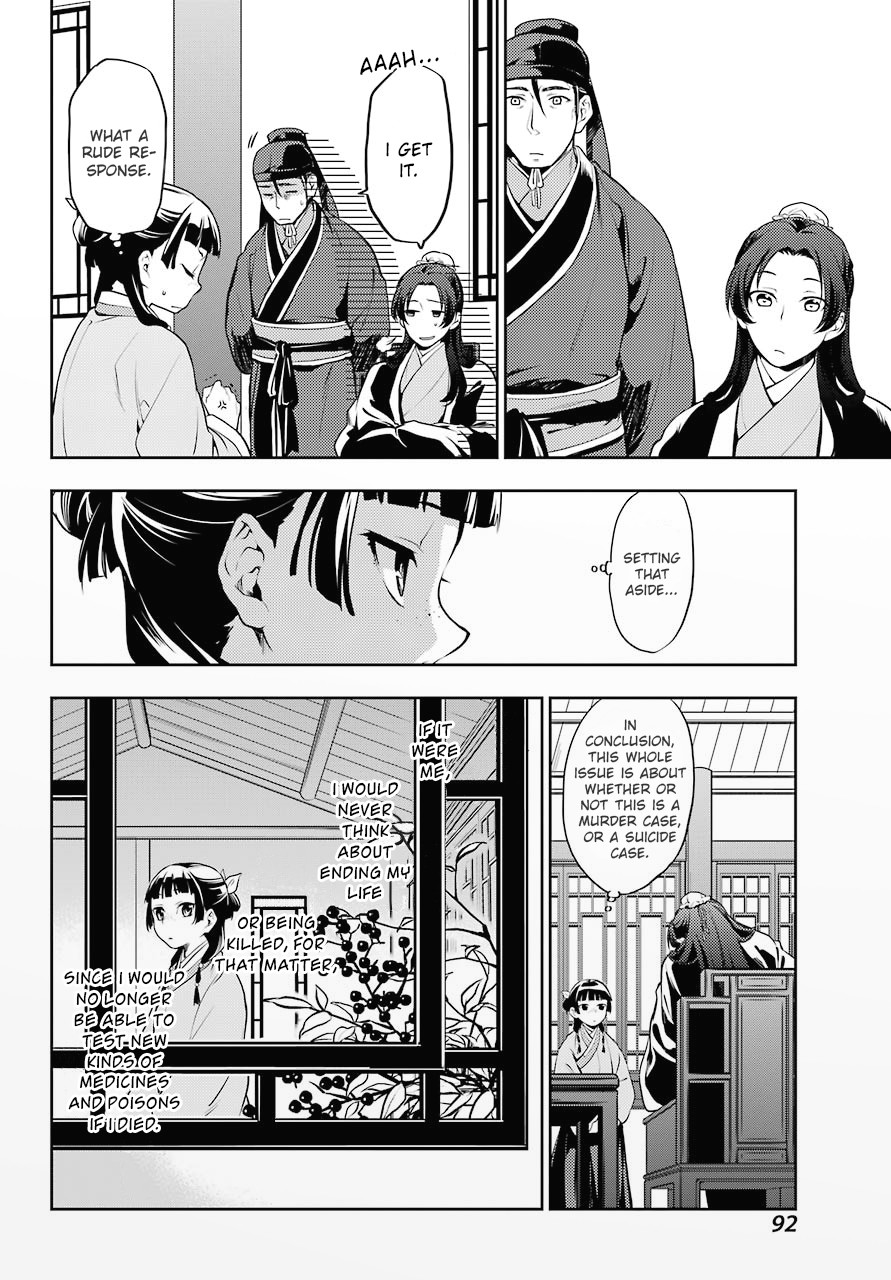 AAAH...
I GET
IT.
WHAT A
RUDE RE-
SPONSE.
SETTING
THAT
ASIDE...
IN
CONCLUSION,
THIS WHOLE
ISSUE IS ABOUT
WHETHER OR
NOT THIS IS A
MURDER CASE,
OR A SUICIDE
CASE.
IF IT
WERE
ME,
I WOULD
NEVER
THINK
ABOUT
ENDING MY
LIFE
OR BEING
KILLED, FOR
THAT MATTER,
SINCE I WOULD
NO LONGER
BE ABLE TO
TEST NEW
KINDS OF
MEDICINES
AND POISONS
IF I DIED.
92